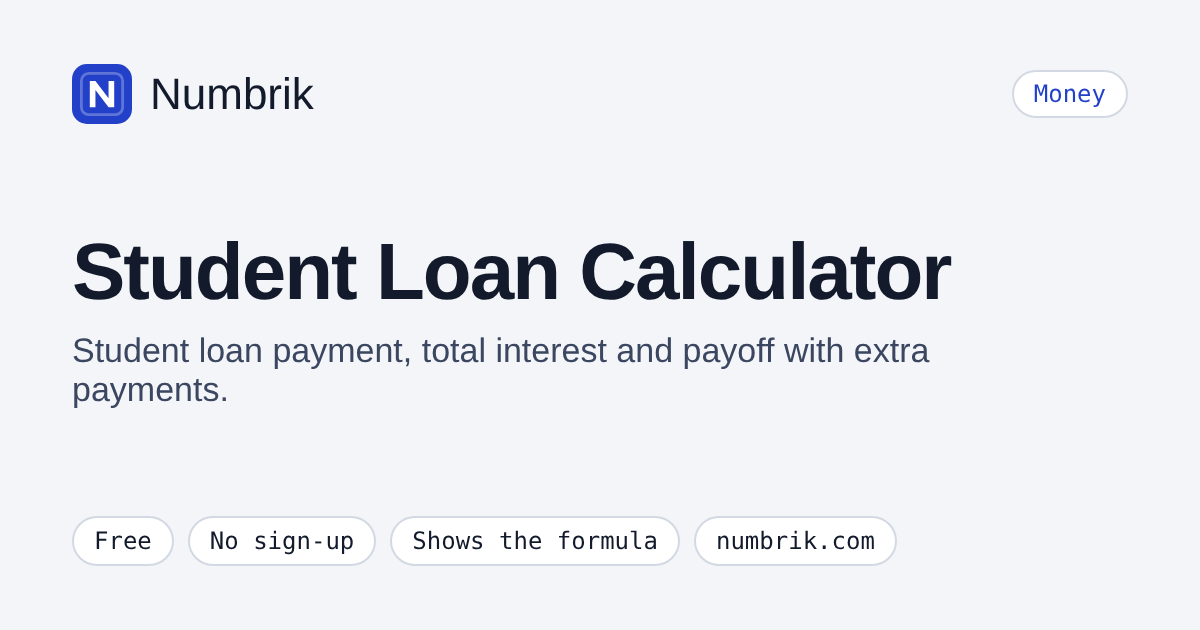 Numbrik
Money
Student Loan Calculator
Student loan payment, total interest and payoff with extra
payments.
Free
No sign-up
Shows the formula
numbrik.com